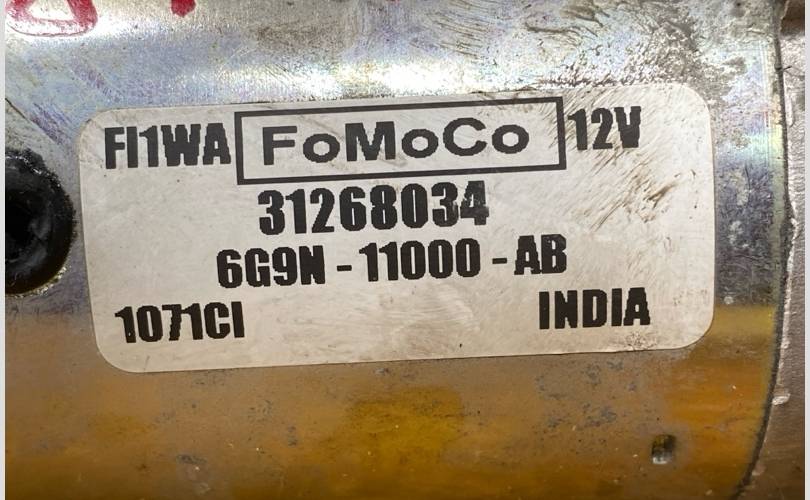 FI1WA FoMoCo 12V
31268034
6G9N - 11000 - AB
1071CI INDIA